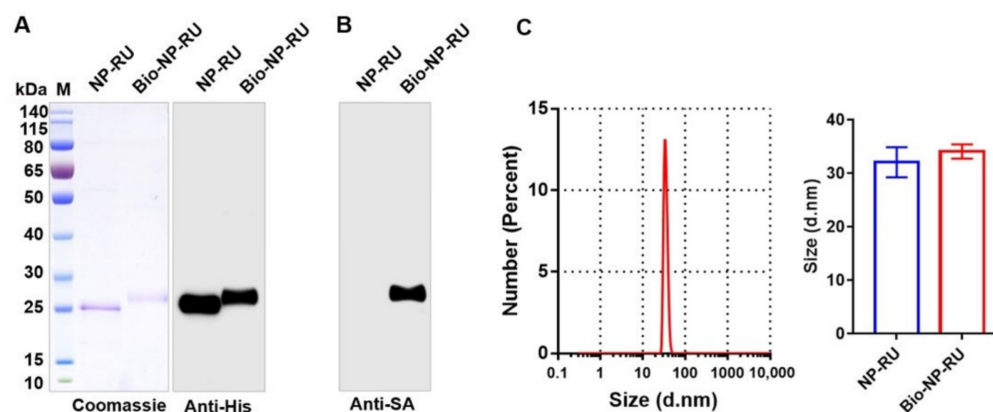 A
B
C
kDa M NP-RU Bio-NP-RU NP-RU Bio-NP-RU
140
115
80
65
50
40
30
25
15
10
Coomassie Anti-His
NP-RU Bio-NP-RU
Anti-SA
Number (Percent)
15
10
5
0
0.1 1 10 100 1000 10,000
Size (d.nm)
Size (d.nm)
40
30
20
10
0
NP-RU
Bio-NP-RU